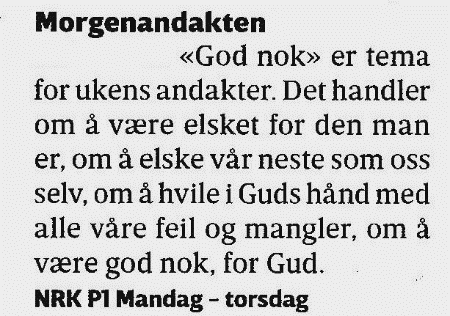 Morgenandakten
«God nok» er tema
for ukens andakter. Det handler
om å være elsket for den man
er, om å elske vår neste som oss
selv, om å hvile i Guds hånd med
alle våre feil og mangler, om å
være god nok, for Gud.
NRK P1 Mandag – torsdag